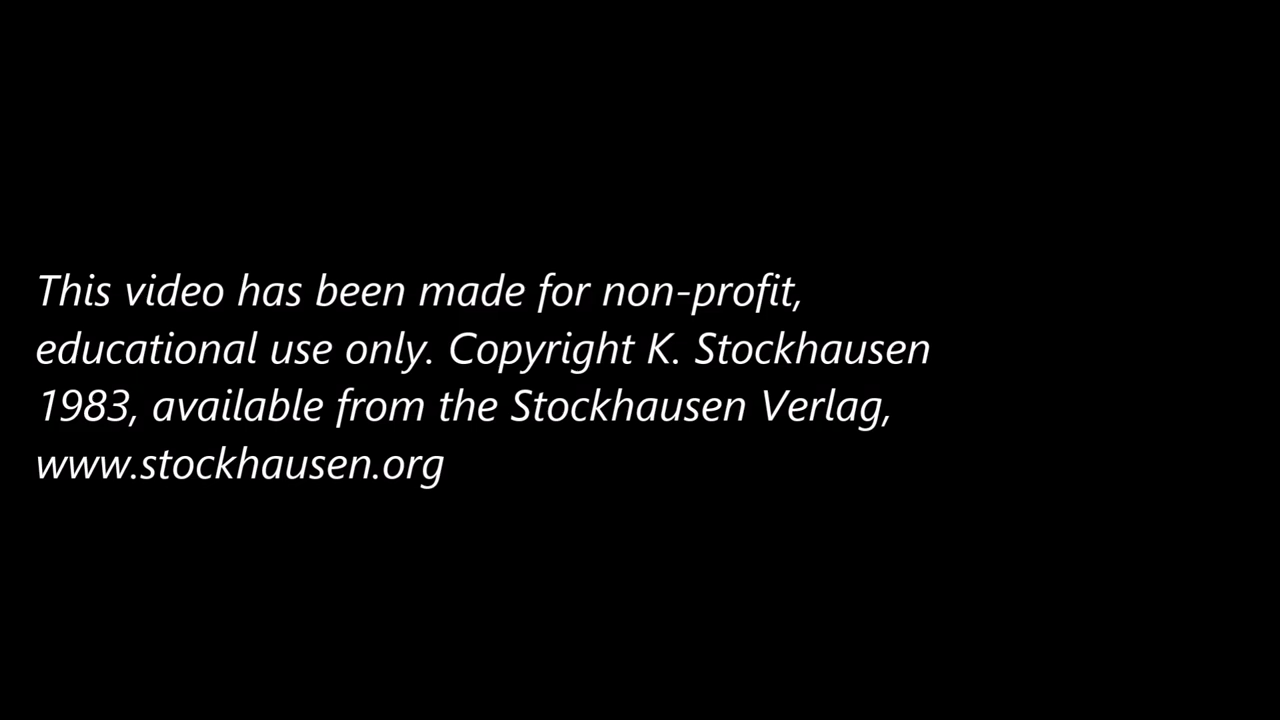 This video has been made for non-profit,
educational use only. Copyright K. Stockhausen
1983, available from the Stockhausen Verlag,
www.stockhausen.org